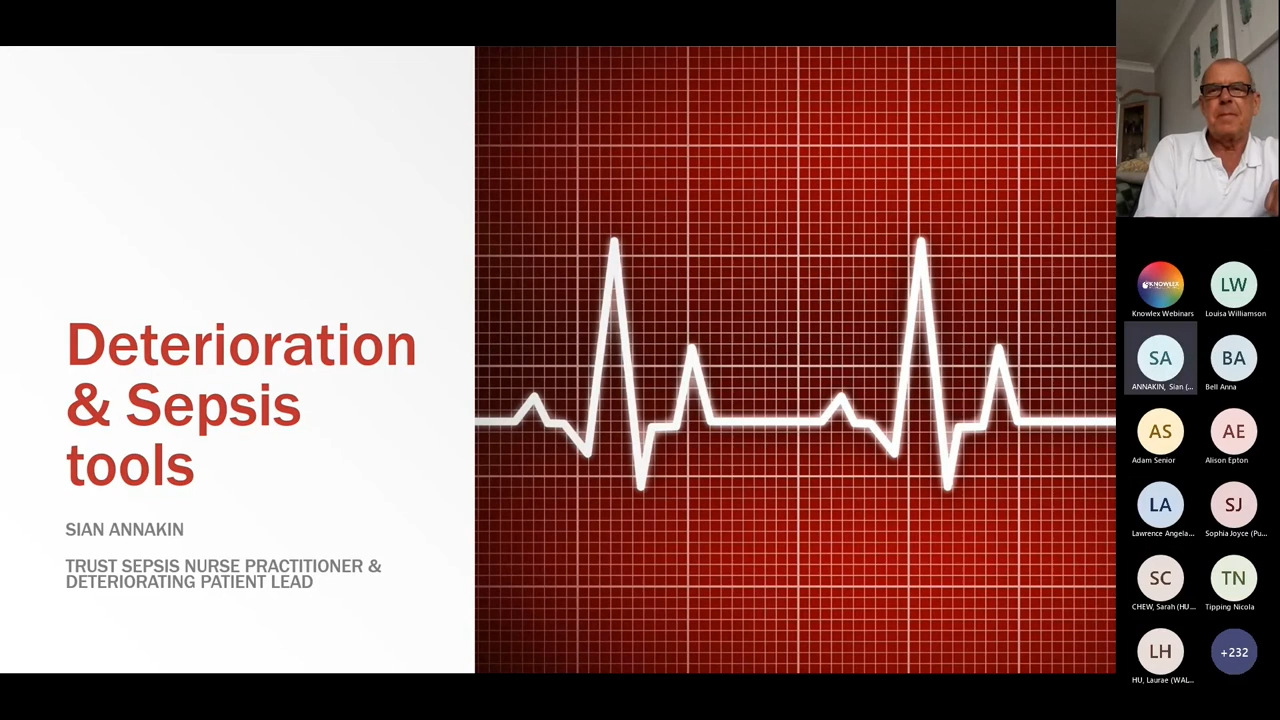 Deterioration
& Sepsis
tools
SIAN ANNAKIN
TRUST SEPSIS NURSE PRACTITIONER &
DETERIORATING PATIENT LEAD
KNOWLEX
Knowlex Webinars
LW
Louisa Williamson
SA
ANNAKIN, Sian (...
BA
Bell Anna
AS
Adam Senior
AE
Alison Epton
LA
Lawrence Angela...
SJ
Sophia Joyce (Pu...
SC
CHEW, Sarah (HU...
TN
Tipping Nicola
LH
HU, Laurae (WAL...
+232